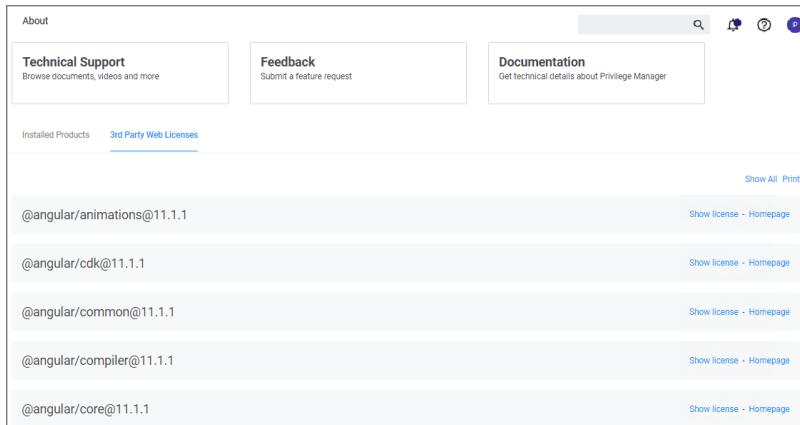 About
P
Technical Support
Browse documents, videos and more
Feedback
Submit a feature request
Documentation
Get technical details about Privilege Manager
Installed Products
3rd Party Web Licenses
Show All Print
@angular/animations@11.1.1
Show license - Homepage
@angular/cdk@11.1.1
Show license - Homepage
@angular/common@11.1.1
Show license - Homepage
@angular/compiler@11.1.1
Show license - Homepage
@angular/core@11.1.1
Show license - Homepage